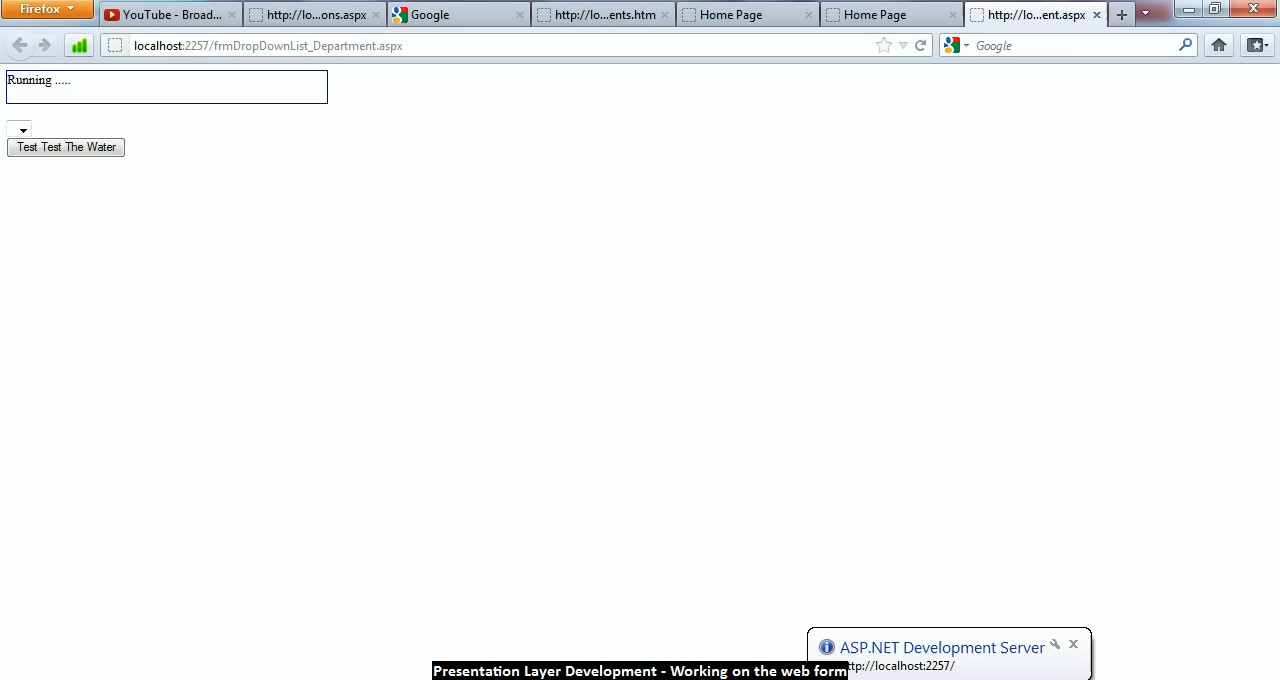 Firefox
YouTube - Broad...
http://lo...ons.aspx
Google
http://lo...ents.htm
Home Page
Home Page
http://lo...ent.aspx
localhost:2257/frmDropDownList_Department.aspx
Google
Running .....
Test Test The Water
ASP.NET Development Server
http://localhost:2257/
Presentation Layer Development - Working on the web form